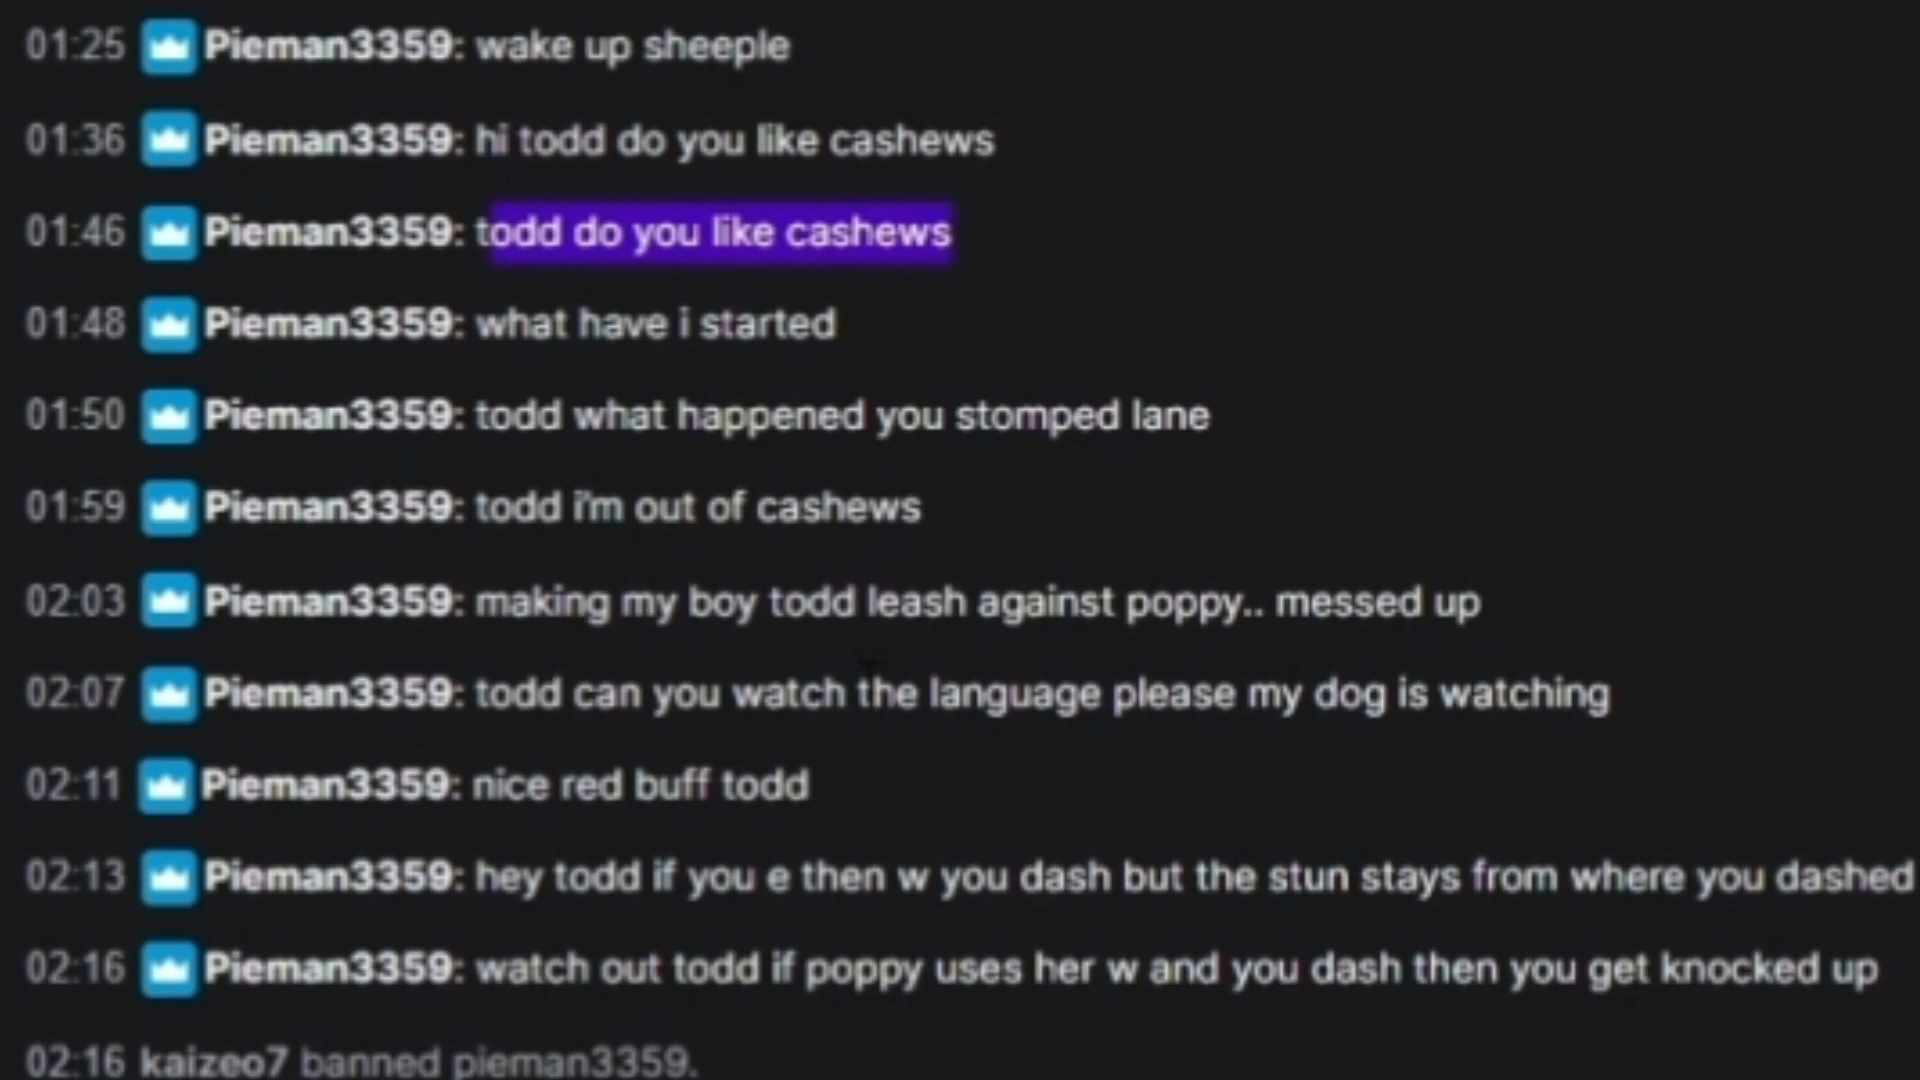 01:25 Pieman3359: wake up sheeple
01:36 Pieman3359: hi todd do you like cashews
01:46 Pieman3359: todd do you like cashews
01:48 Pieman3359: what have i started
01:50 Pieman3359: todd what happened you stomped lane
01:59 Pieman3359: todd i'm out of cashews
02:03 Pieman3359: making my boy todd leash against poppy.. messed up
02:07 Pieman3359: todd can you watch the language please my dog is watching
02:11 Pieman3359: nice red buff todd
02:13 Pieman3359: hey todd if you e then w you dash but the stun stays from where you dashed
02:16 Pieman3359: watch out todd if poppy uses her w and you dash then you get knocked up
02:16 kaizeo7 banned pieman3359.